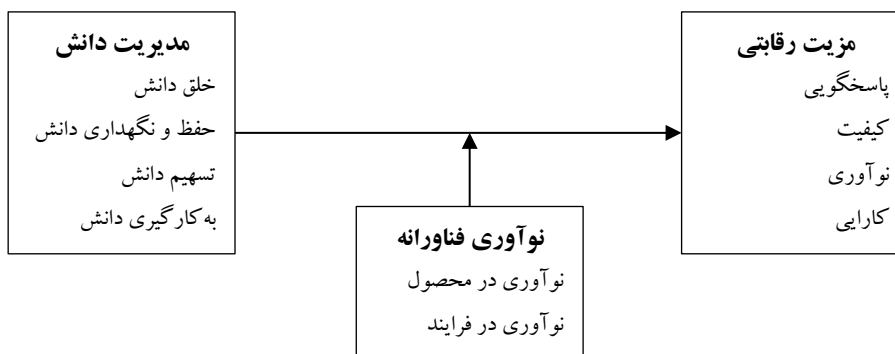 مزیت رقابتی
پاسخگویی
کیفیت
نوآوری
کارایی
مدیریت دانش
خلق دانش
حفظ و نگهداری دانش
تسهیم دانش
به‌کارگیری دانش
نوآوری فناورانه
نوآوری در محصول
نوآوری در فرایند